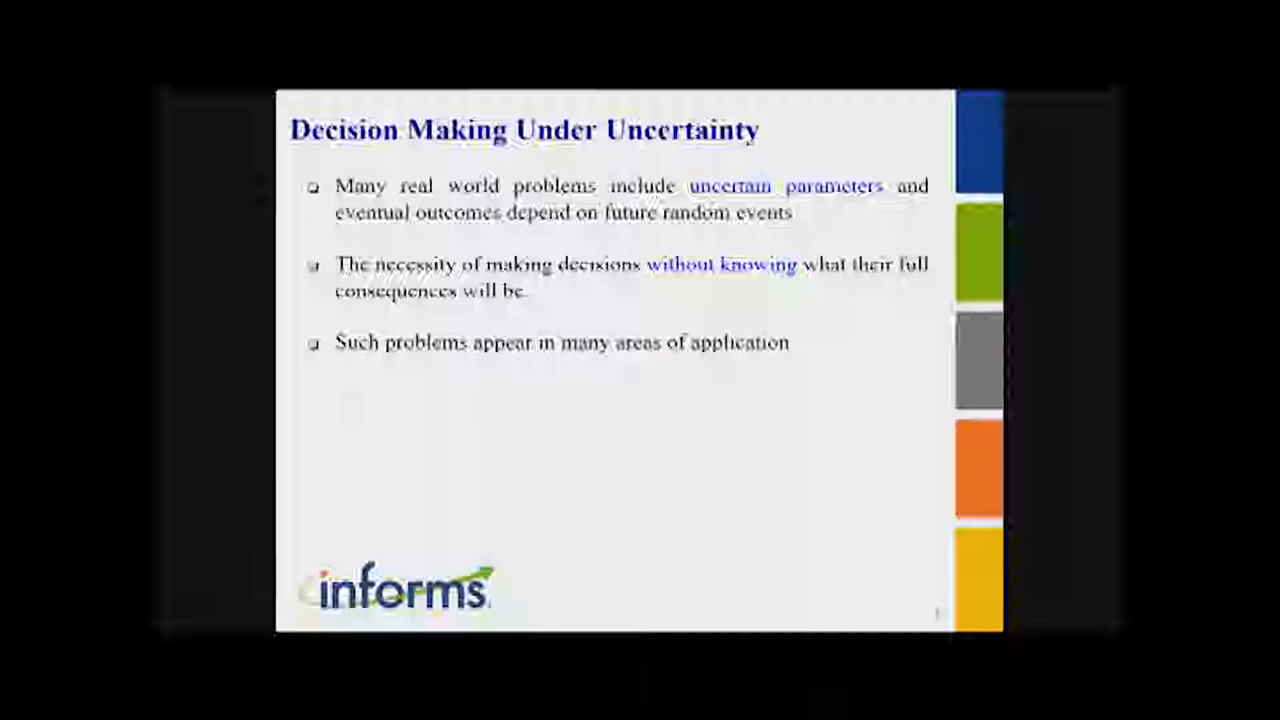 Decision Making Under Uncertainty
Many real world problems include uncertain parameters and
eventual outcomes depend on future random events
The necessity of making decisions without knowing what their full
consequences will be.
Such problems appear in many areas of application
informs